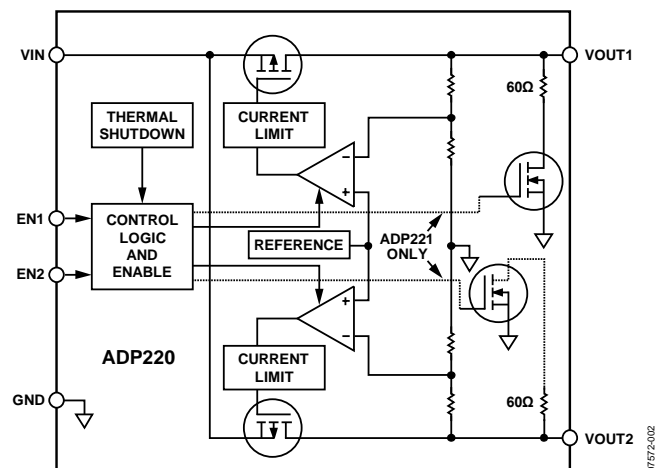 VIN
VOUT1
60Ω
THERMAL
SHUTDOWN
CURRENT
LIMIT
−
+
EN1
CONTROL
LOGIC
AND
ENABLE
REFERENCE
ADP221
ONLY
EN2
+
−
ADP220
CURRENT
LIMIT
GND
60Ω
VOUT2
07572-002